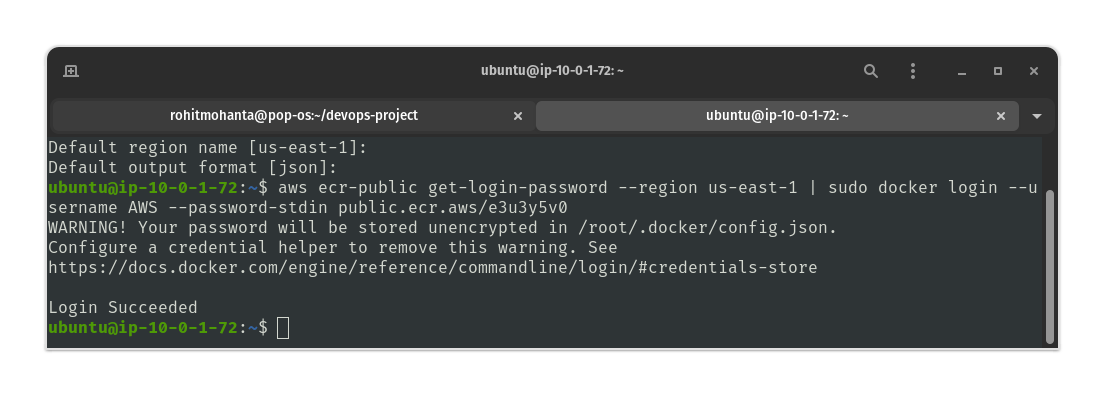 ubuntu@ip-10-0-1-72: ~
rohitmohanta@pop-os:~/devops-project
ubuntu@ip-10-0-1-72: ~
Default region name [us-east-1]:
Default output format [json]:
ubuntu@ip-10-0-1-72:~$ aws ecr-public get-login-password --region us-east-1 | sudo docker login --u
sername AWS --password-stdin public.ecr.aws/e3u3y5v0
WARNING! Your password will be stored unencrypted in /root/.docker/config.json.
Configure a credential helper to remove this warning. See
https://docs.docker.com/engine/reference/commandline/login/#credentials-store
Login Succeeded
ubuntu@ip-10-0-1-72:~$